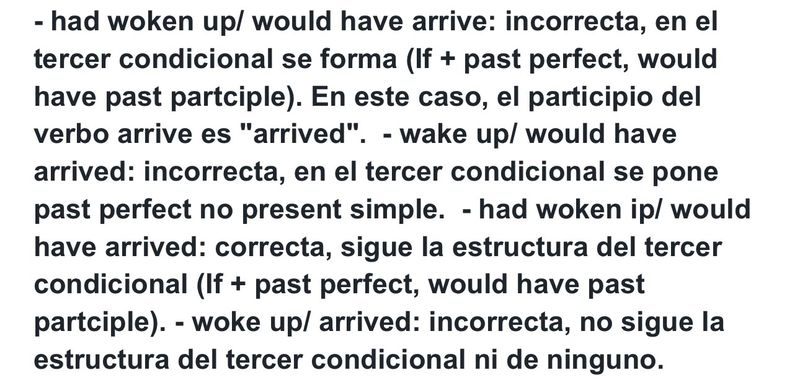 - had woken up/ would have arrive: incorrecta, en el
tercer condicional se forma (If + past perfect, would
have past partciple). En este caso, el participio del
verbo arrive es "arrived".  - wake up/ would have
arrived: incorrecta, en el tercer condicional se pone
past perfect no present simple.  - had woken ip/ would
have arrived: correcta, sigue la estructura del tercer
condicional (If + past perfect, would have past
partciple). - woke up/ arrived: incorrecta, no sigue la
estructura del tercer condicional ni de ninguno.